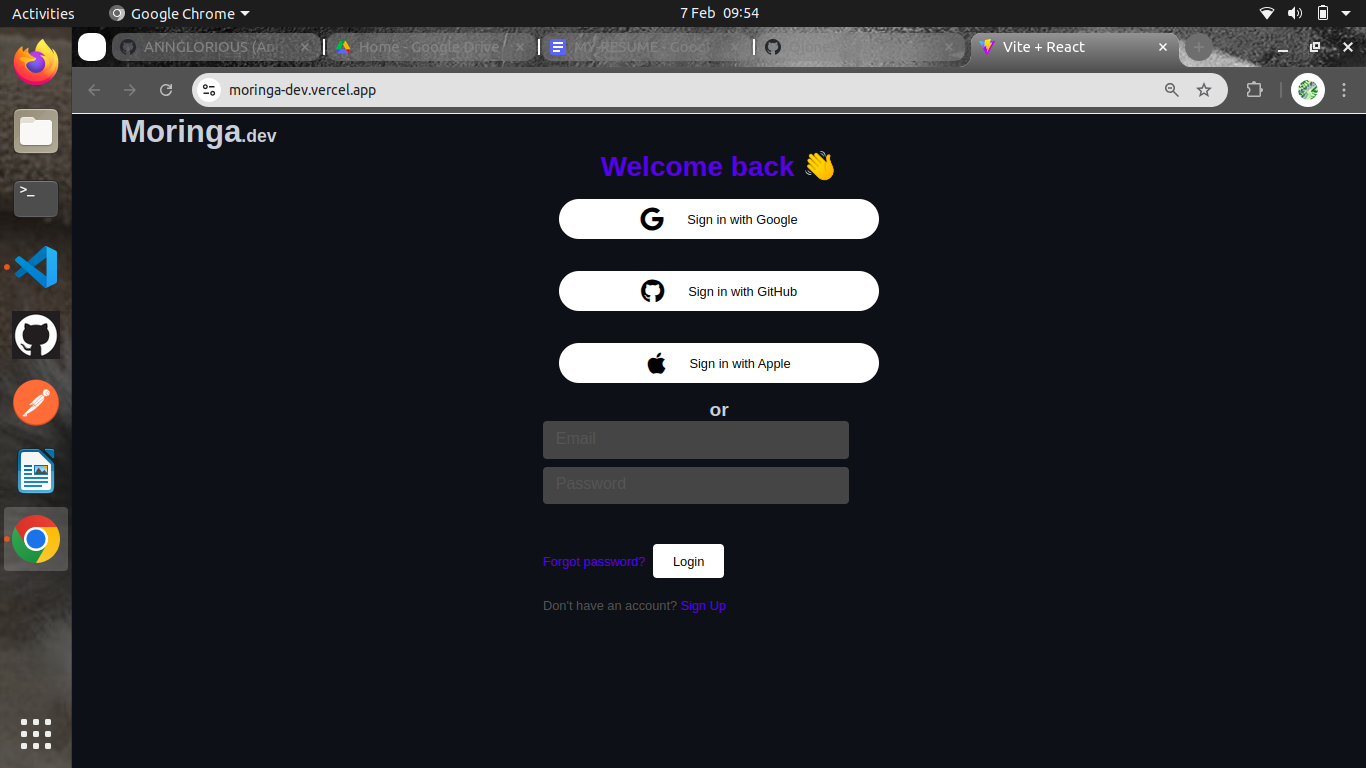 Activities
Google Chrome
7 Feb 09:54
ANNGLORIOUS (An
Home - Google Drive
MY-RESUME - Goog
Vite + React
moringa-dev.vercel.app
Moringa.dev
Welcome back 👋
Sign in with Google
Sign in with GitHub
Sign in with Apple
or
Email
Password
Forgot password?
Login
Don't have an account? Sign Up
>_